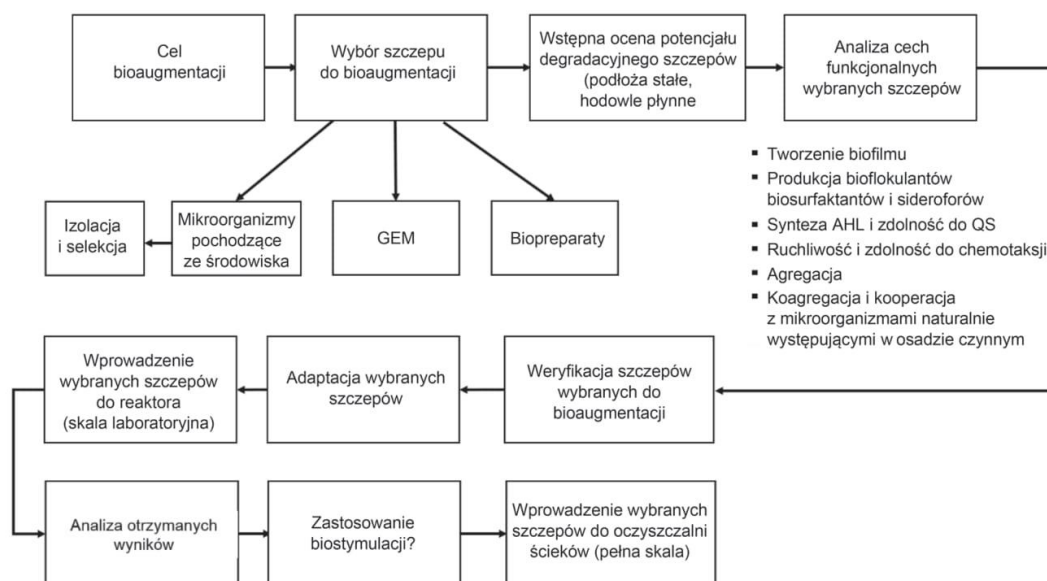 Cel
bioaugmentacji
Wybór szczepu
do bioaugmentacji
Wstępna ocena potencjału
degradacyjnego szczepów
(podłoża stałe,
hodowle płynne
Analiza cech
funkcjonalnych
wybranych szczepów
▪ Tworzenie biofilmu
▪ Produkcja bioflokulantów
biosurfaktantów i sideroforów
▪ Synteza AHL i zdolność do QS
▪ Ruchliwość i zdolność do chemotaksji
▪ Agregacja
▪ Koagregacja i kooperacja
z mikroorganizmami naturalnie
występującymi w osadzie czynnym
Izolacja
i selekcja
Mikroorganizmy
pochodzące
ze środowiska
GEM
Biopreparaty
Wprowadzenie
wybranych szczepów
do reaktora
(skala laboratoryjna)
Adaptacja wybranych
szczepów
Weryfikacja szczepów
wybranych do
bioaugmentacji
Analiza otrzymanych
wyników
Zastosowanie
biostymulacji?
Wprowadzenie wybranych
szczepów do oczyszczalni
ścieków (pełna skala)